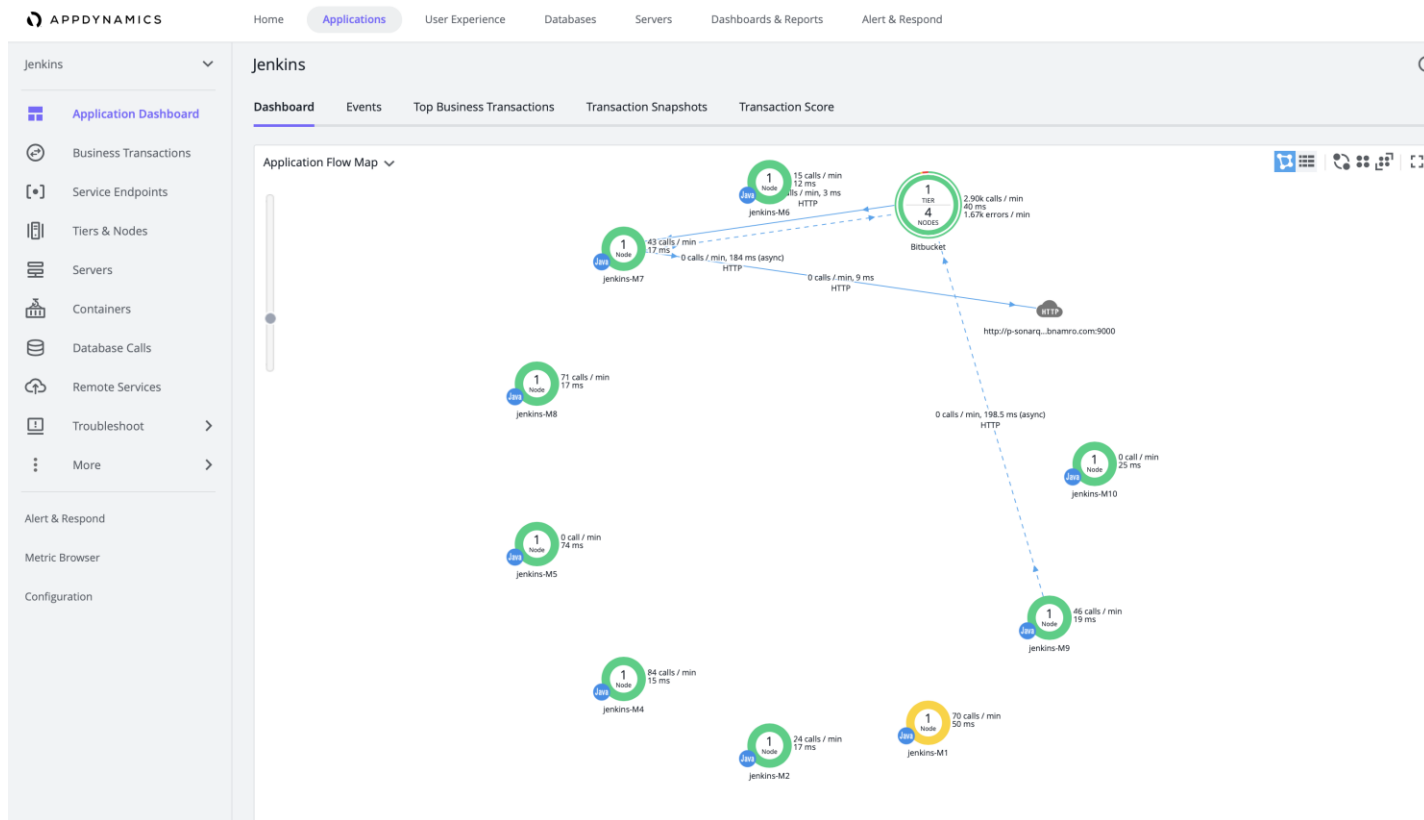 APPDYNAMICS
Home
Applications
User Experience
Databases
Servers
Dashboards & Reports
Alert & Respond
Jenkins
Application Dashboard
Business Transactions
Service Endpoints
Tiers & Nodes
Servers
Containers
Database Calls
Remote Services
Troubleshoot
More
Alert & Respond
Metric Browser
Configuration
Jenkins
Dashboard
Events
Top Business Transactions
Transaction Snapshots
Transaction Score
Application Flow Map
1
Node
Java
jenkins-M6
15 calls / min
12 ms
/ min, 3 ms
HTTP
1
TIER
4
NODES
Bitbucket
2.90k calls / min
40 ms
1.67k errors / min
1
Node
Java
jenkins-M7
43 calls / min
17 ms
0 calls / min, 184 ms (async)
HTTP
0 calls / min, 9 ms
HTTP
HTTP
http://p-sonarq...bnamro.com:9000
1
Node
Java
jenkins-M8
71 calls / min
17 ms
0 calls / min, 198.5 ms (async)
HTTP
1
Node
Java
jenkins-M10
0 call / min
25 ms
1
Node
Java
jenkins-M5
0 call / min
74 ms
1
Node
Java
jenkins-M9
46 calls / min
19 ms
1
Node
Java
jenkins-M4
84 calls / min
15 ms
1
Node
Java
jenkins-M1
70 calls / min
50 ms
1
Node
Java
jenkins-M2
24 calls / min
17 ms